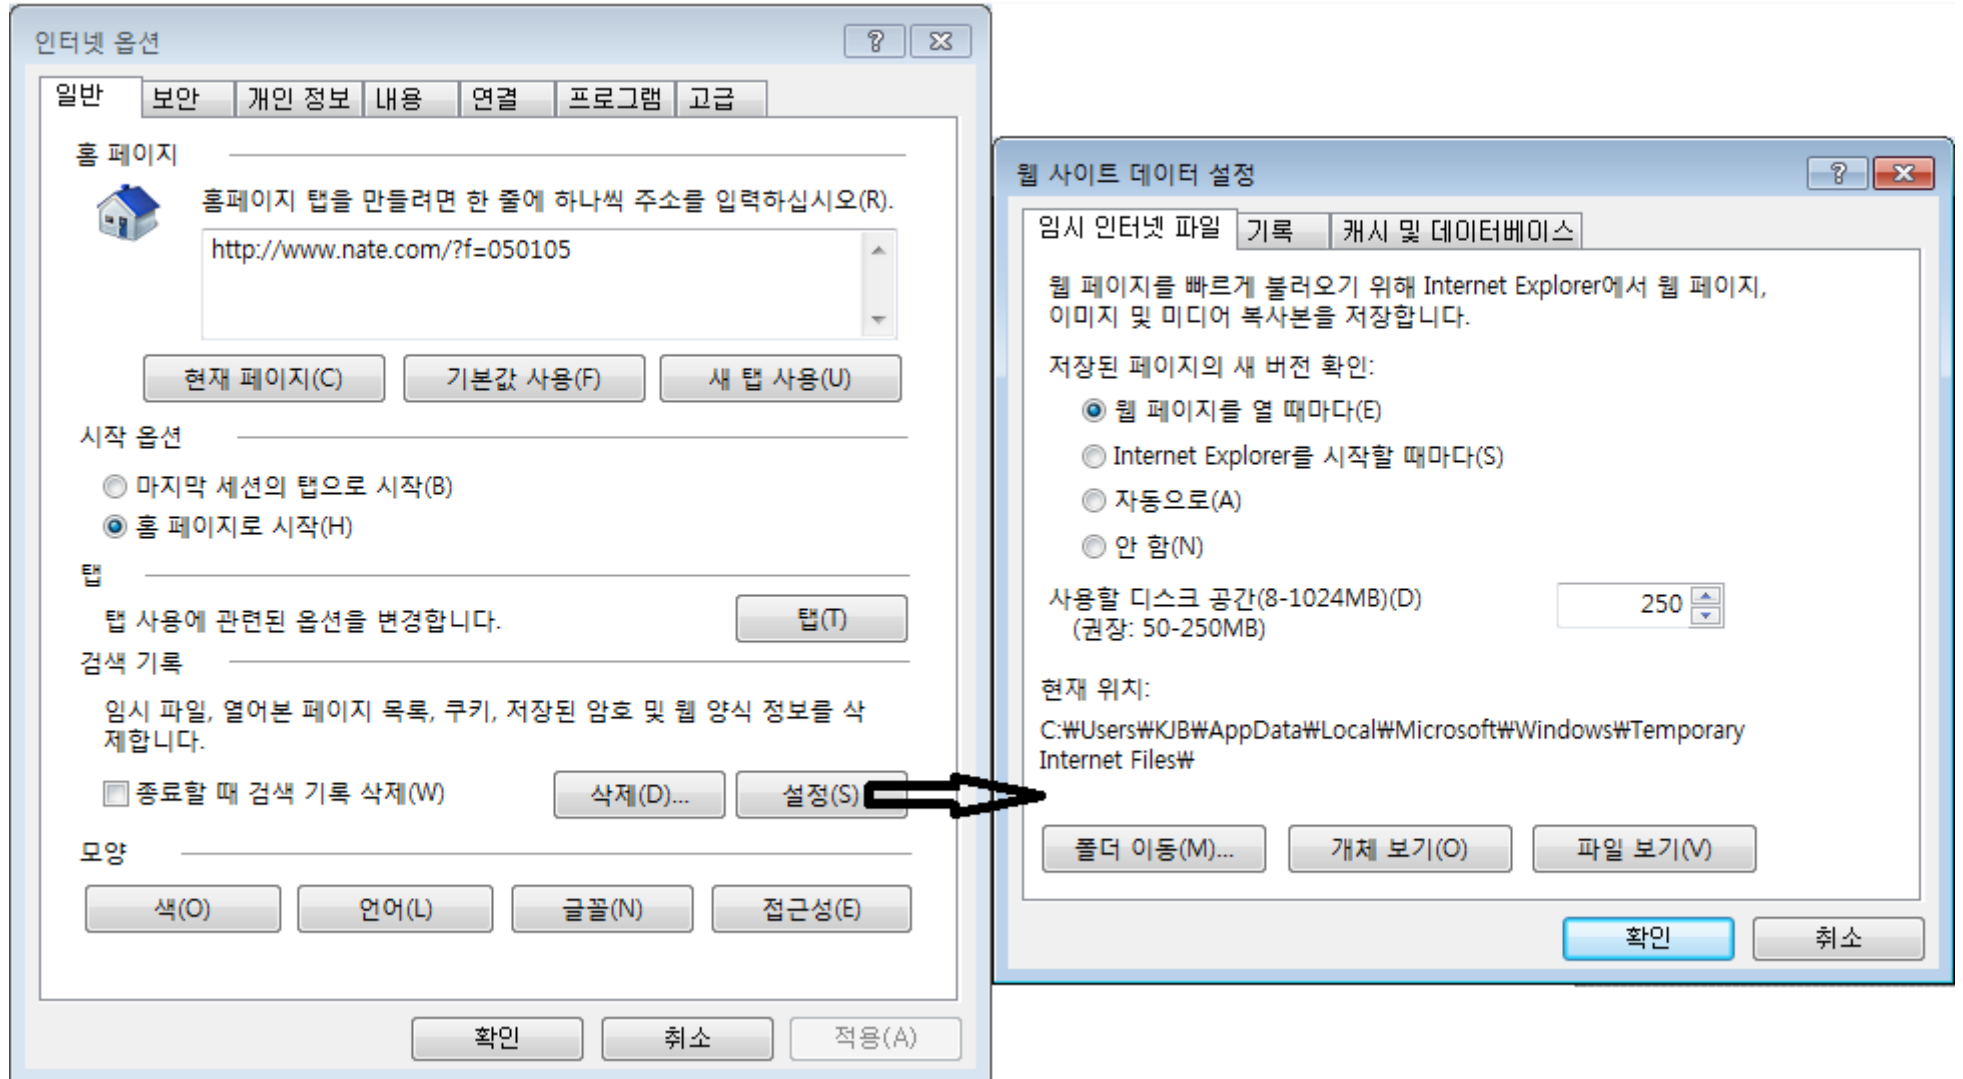 인터넷 옵션
일반 보안 개인 정보 내용 연결 프로그램 고급
홈 페이지
홈페이지 탭을 만들려면 한 줄에 하나씩 주소를 입력하십시오(R).
http://www.nate.com/?f=050105
현재 페이지(C) 기본값 사용(F) 새 탭 사용(U)
시작 옵션
마지막 세션의 탭으로 시작(B)
홈 페이지로 시작(H)
탭
탭 사용에 관련된 옵션을 변경합니다. 탭(T)
검색 기록
임시 파일, 열어본 페이지 목록, 쿠키, 저장된 암호 및 웹 양식 정보를 삭
제합니다.
종료할 때 검색 기록 삭제(W) 삭제(D)... 설정(S)
모양
색(O) 언어(L) 글꼴(N) 접근성(E)
확인 취소 적용(A)
웹 사이트 데이터 설정
임시 인터넷 파일 기록 캐시 및 데이터베이스
웹 페이지를 빠르게 불러오기 위해 Internet Explorer에서 웹 페이지,
이미지 및 미디어 복사본을 저장합니다.
저장된 페이지의 새 버전 확인:
웹 페이지를 열 때마다(E)
Internet Explorer를 시작할 때마다(S)
자동으로(A)
안 함(N)
사용할 디스크 공간(8-1024MB)(D) 250
(권장: 50-250MB)
현재 위치:
C:₩Users₩KJB₩AppData₩Local₩Microsoft₩Windows₩Temporary
Internet Files₩
폴더 이동(M)... 개체 보기(O) 파일 보기(V)
확인 취소